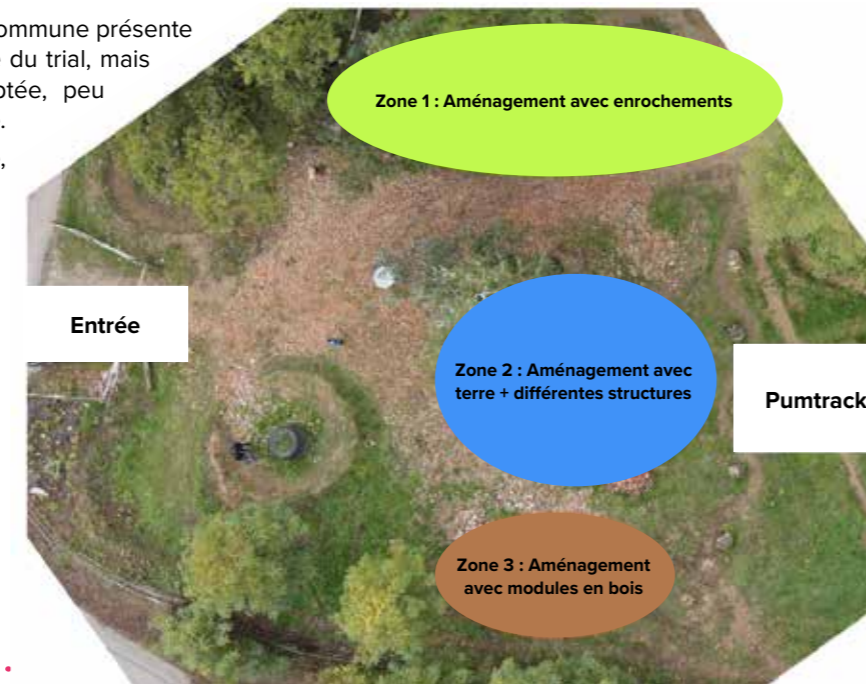 ommune présente
du trial, mais
ptée, peu
.
,
Zone 1 : Aménagement avec enrochements
Entrée
Zone 2 : Aménagement avec
terre + différentes structures
Pumtrack
Zone 3 : Aménagement
avec modules en bois